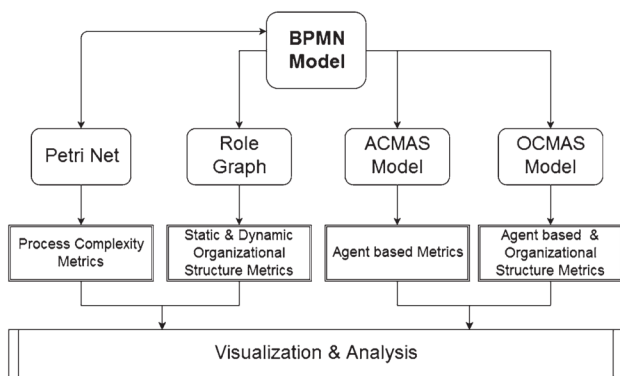 BPMN
Model
Petri Net
Role
Graph
ACMAS
Model
OCMAS
Model
Process Complexity
Metrics
Static & Dynamic
Organizational
Structure Metrics
Agent based Metrics
Agent based &
Organizational
Structure Metrics
Visualization & Analysis